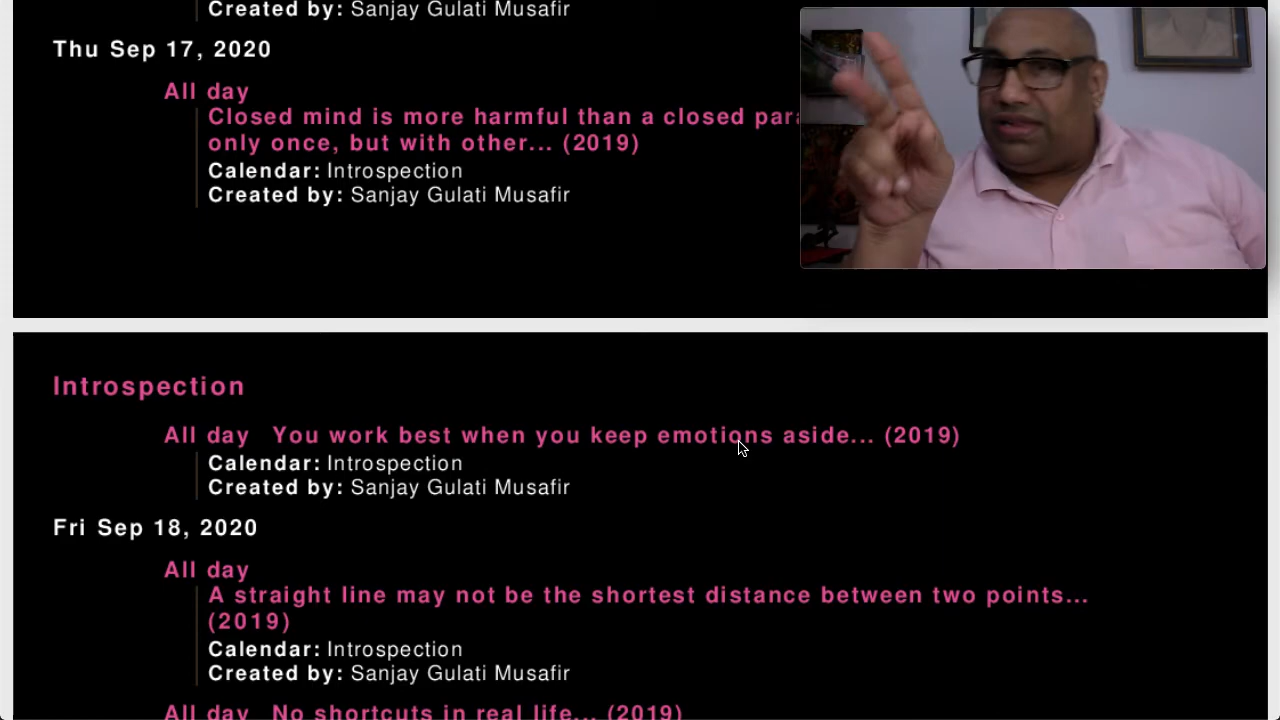 Created by: Sanjay Gulati Musafir
Thu Sep 17, 2020
All day
Closed mind is more harmful than a closed
only once, but with other... (2019)
Calendar: Introspection
Created by: Sanjay Gulati Musafir
Introspection
All day You work best when you keep emotions aside... (2019)
Calendar: Introspection
Created by: Sanjay Gulati Musafir
Fri Sep 18, 2020
All day
A straight line may not be the shortest distance between two points...
(2019)
Calendar: Introspection
Created by: Sanjay Gulati Musafir
All day No shortcuts in real life... (2019)